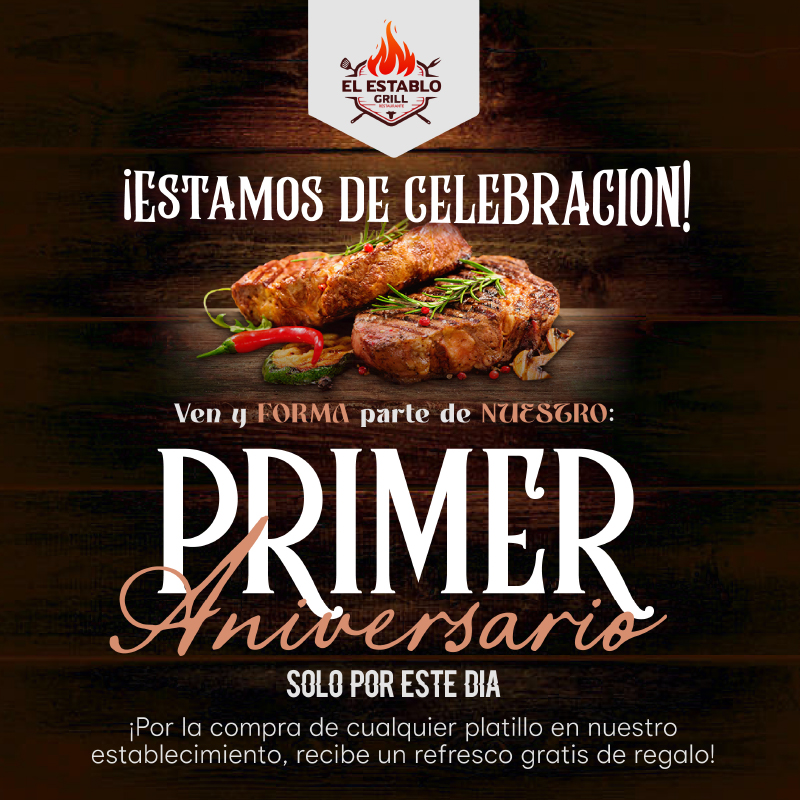 EL ESTABLO
GRILL
RESTAURANTE
¡ESTAMOS DE CELEBRACION!
Ven y FORMA parte de NUESTRO:
PRIMER
Aniversario
SOLO POR ESTE DIA
¡Por la compra de cualquier platillo en nuestro
establecimiento, recibe un refresco gratis de regalo!